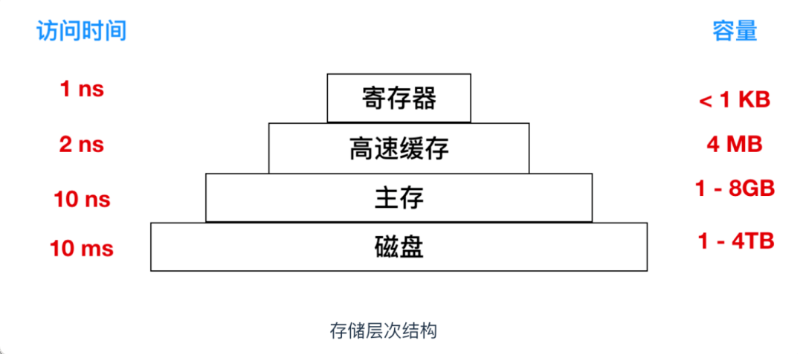 访问时间 容量
1 ns 寄存器 < 1 KB
2 ns 高速缓存 4 MB
10 ns 主存 1 - 8GB
10 ms 磁盘 1 - 4TB
存储层次结构